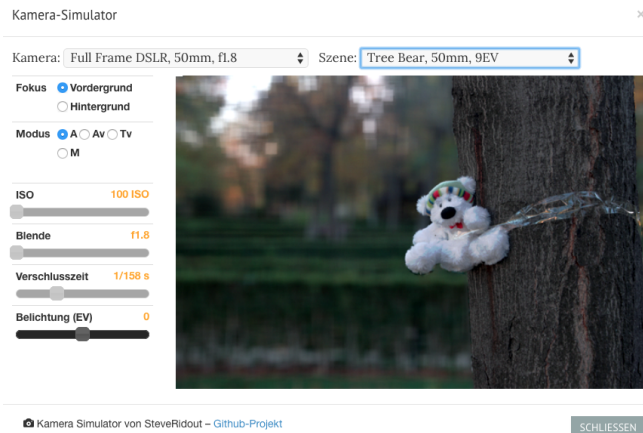 Kamera-Simulator ×
Kamera: Full Frame DSLR, 50mm, f1.8 Szene: Tree Bear, 50mm, 9EV
Fokus Vordergrund
Hintergrund
Modus A Av Tv
M
ISO 100 ISO
Blende f1.8
Verschlusszeit 1/158 s
Belichtung (EV) 0
Kamera Simulator von SteveRidout – Github-Projekt
SCHLIESSEN